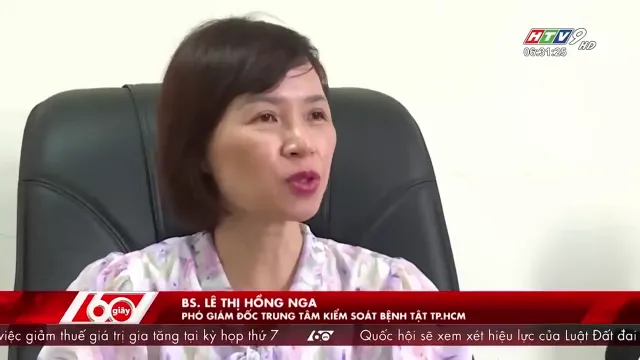 HTV9 HD
06:31:25
60 giây
BS. LÊ THỊ HỒNG NGA
PHÓ GIÁM ĐỐC TRUNG TÂM KIỂM SOÁT BỆNH TẬT TP.HCM
việc giảm thuế giá trị gia tăng tại kỳ họp thứ 7 60 Quốc hội sẽ xem xét hiệu lực của Luật Đất đai